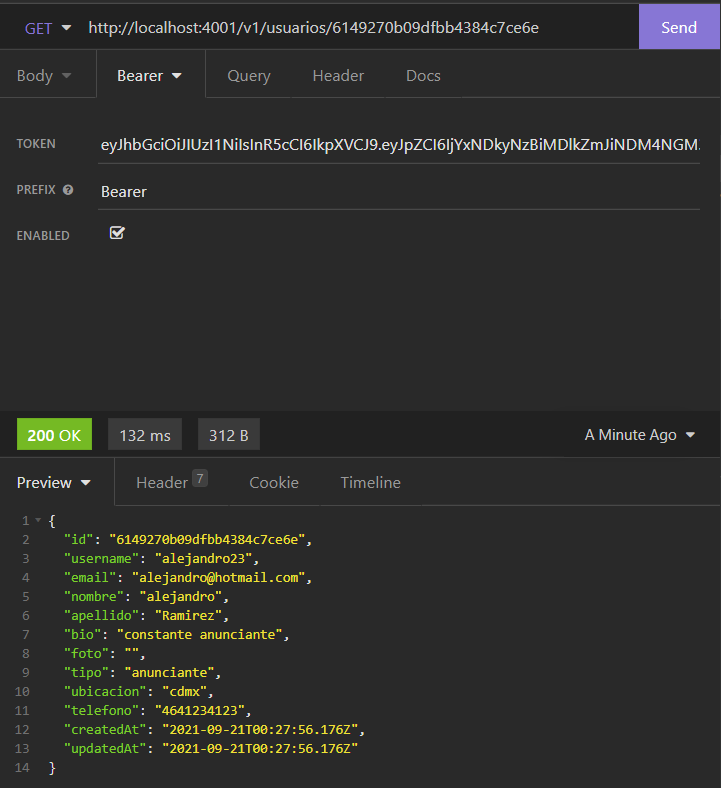 GET http://localhost:4001/v1/usuarios/6149270b09dfbb4384c7ce6e Send
Body Bearer Query Header Docs
TOKEN eyJhbGciOiJIUzI1NiIsInR5cCI6IkpXVCJ9.eyJpZCI6IjYxNDkyNzBiMDlkZmJiNDM4NGM.
PREFIX Bearer
ENABLED
200 OK 132 ms 312 B A Minute Ago
Preview Header 7 Cookie Timeline
1 {
2 "id": "6149270b09dfbb4384c7ce6e",
3 "username": "alejandro23",
4 "email": "alejandro@hotmail.com",
5 "nombre": "alejandro",
6 "apellido": "Ramirez",
7 "bio": "constante anunciante",
8 "foto": "",
9 "tipo": "anunciante",
10 "ubicacion": "cdmx",
11 "telefono": "4641234123",
12 "createdAt": "2021-09-21T00:27:56.176Z",
13 "updatedAt": "2021-09-21T00:27:56.176Z"
14 }